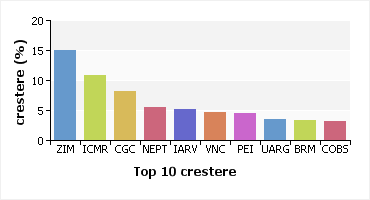 crestere (%)
20
15
10
5
0
ZIM ICMR CGC NEPT IARV VNC PEI UARG BRM COBS
Top 10 crestere